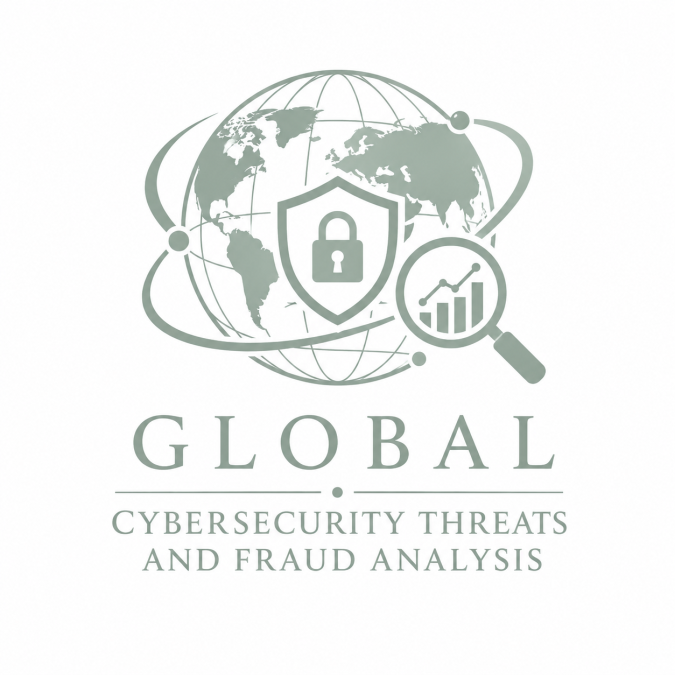 GLOBAL
CYBERSECURITY THREATS
AND FRAUD ANALYSIS